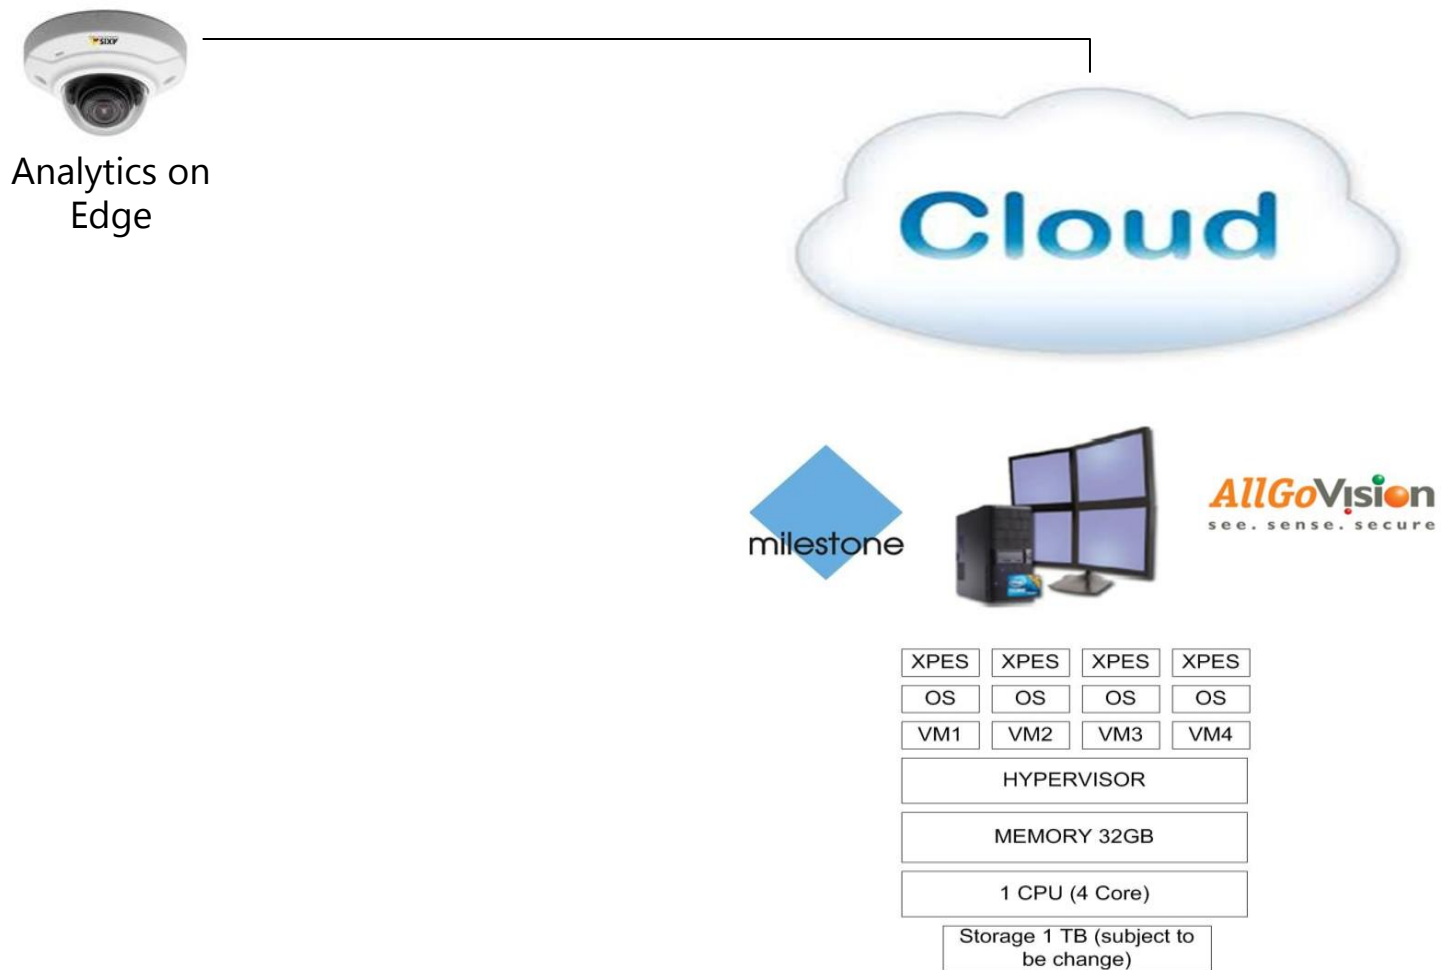 Analytics on
Edge
Cloud
milestone
AllGoVision
see. sense. secure
XPES XPES XPES XPES
OS OS OS OS
VM1 VM2 VM3 VM4
HYPERVISOR
MEMORY 32GB
1 CPU (4 Core)
Storage 1 TB (subject to
be change)